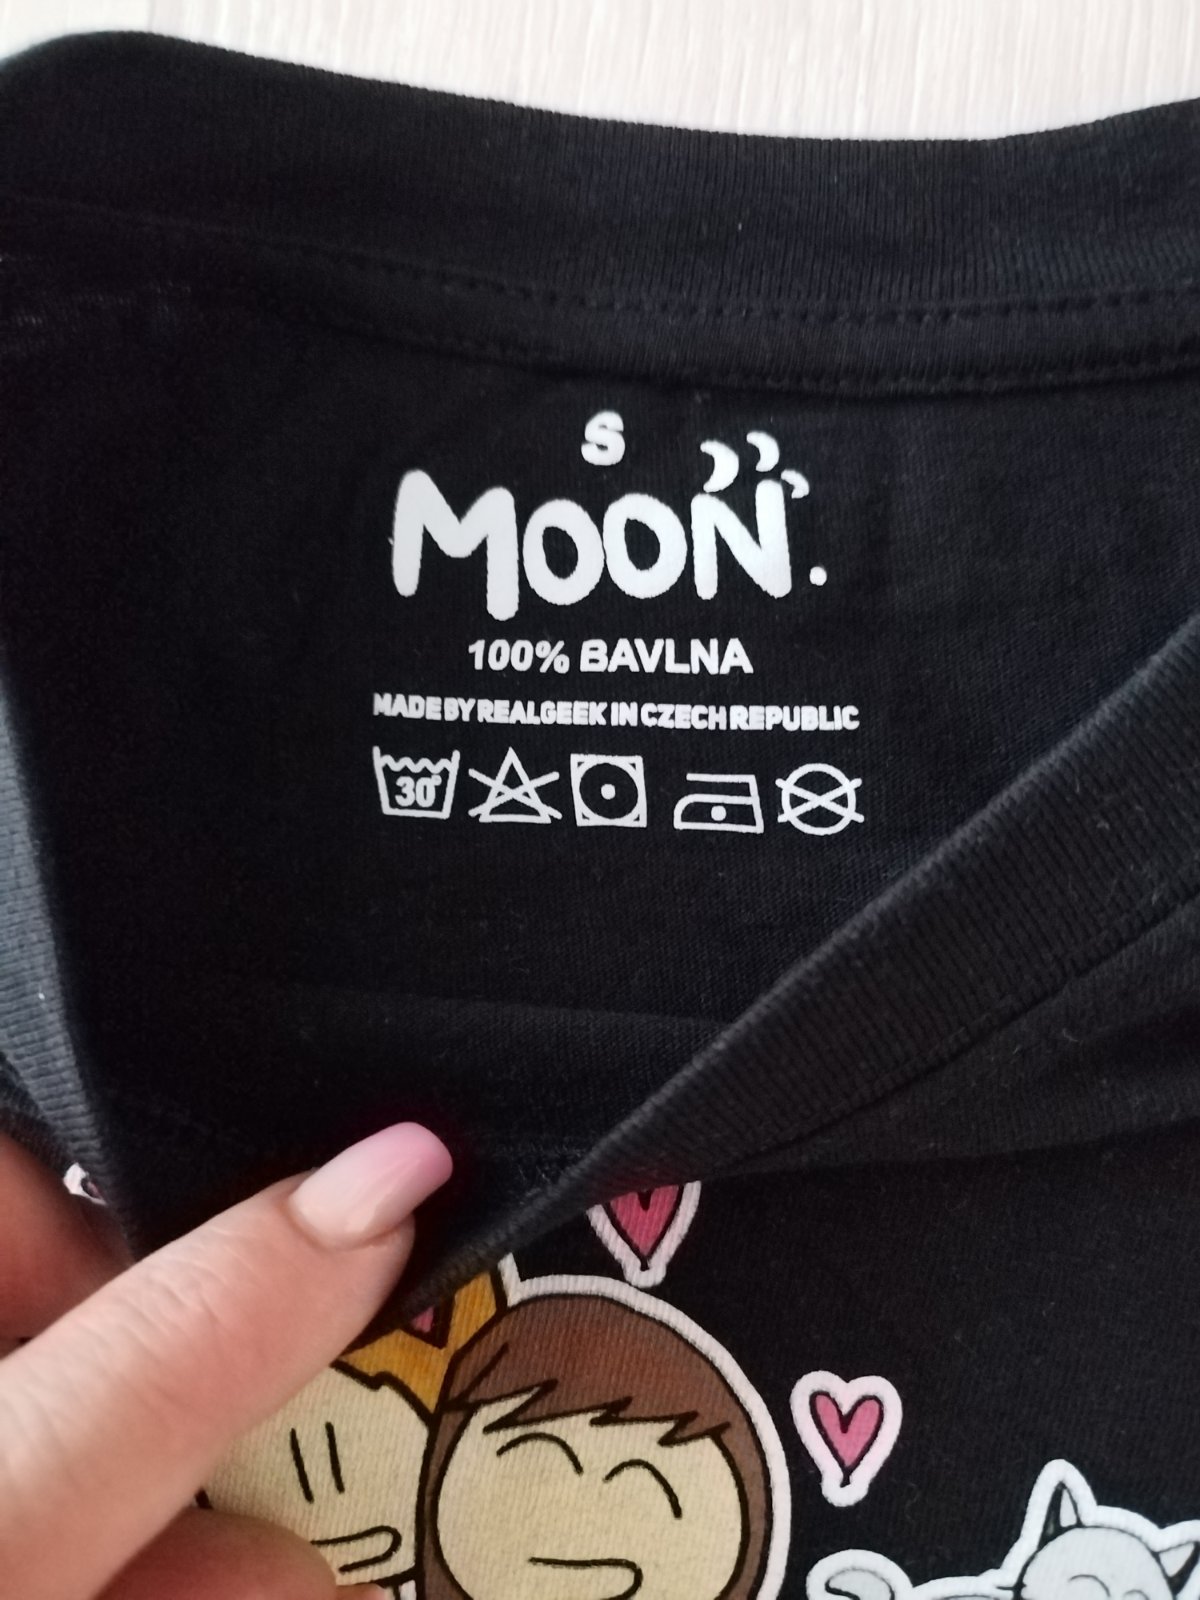 S
MOON.
100% BAVLNA
MADE BY REALGEEK IN CZECH REPUBLIC
30°